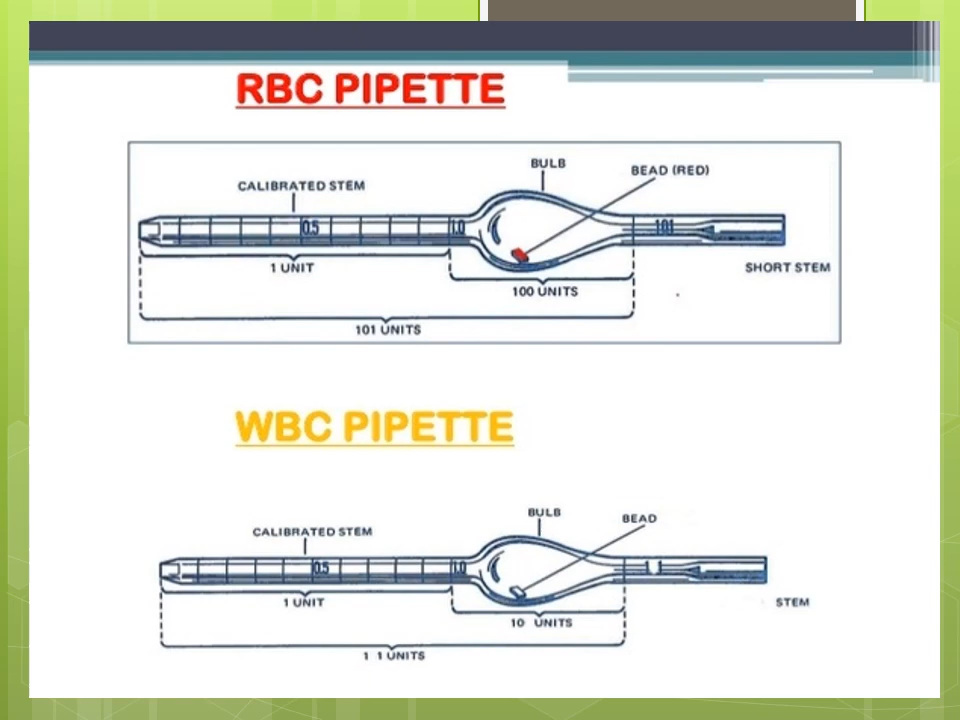 RBC PIPETTE
BULB
BEAD (RED)
CALIBRATED STEM
0.5
1.0
101
1 UNIT
SHORT STEM
100 UNITS
101 UNITS
WBC PIPETTE
BULB
BEAD
CALIBRATED STEM
0.5
1.0
1 1
1 UNIT
STEM
10 UNITS
1 1 UNITS